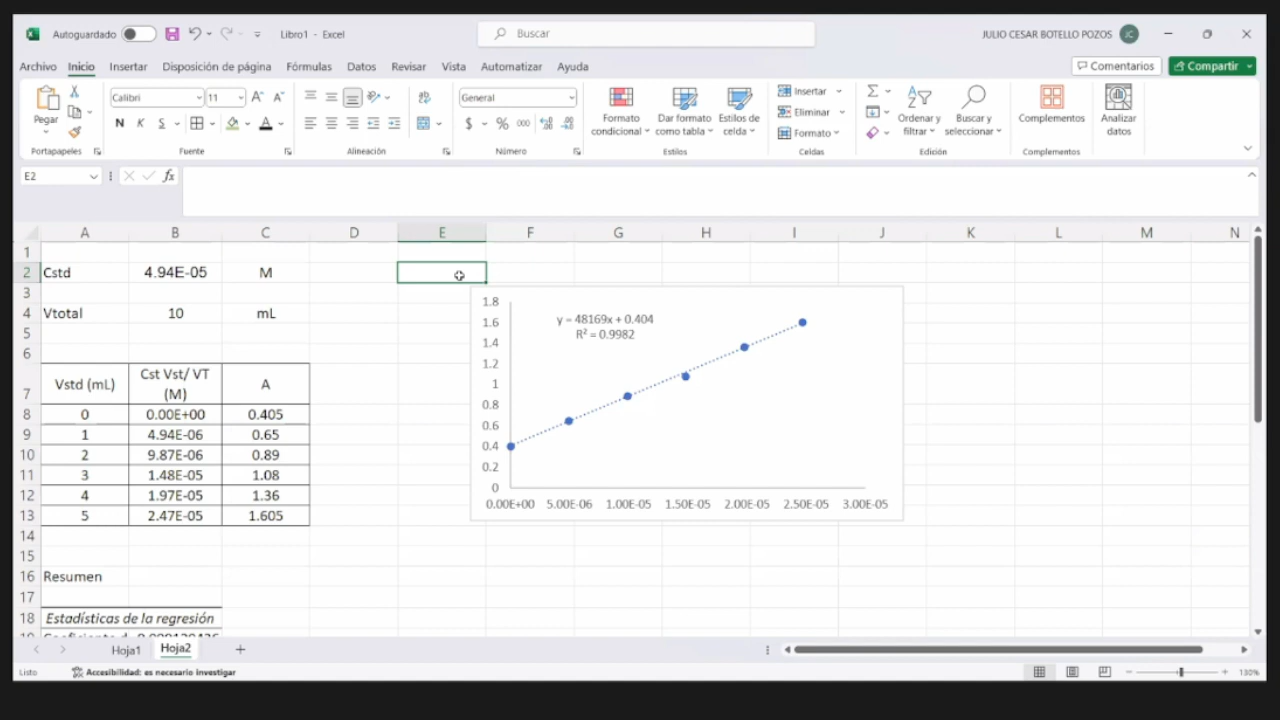 Autoguardado
Libro1 - Excel
Buscar
JULIO CESAR BOTELLO POZOS
JC
Archivo Inicio Insertar Disposición de página Fórmulas Datos Revisar Vista Automatizar Ayuda
Comentarios
Compartir
Pegar
Portapapeles
Calibri
11
N K S
Fuente
Alineación
General
$ % 000
Número
Formato condicional
Dar formato como tabla
Estilos de celda
Estilos
Insertar
Eliminar
Formato
Celdas
Ordenar y filtrar
Buscar y seleccionar
Edición
Complementos
Complementos
Analizar datos
E2
fx
A B C D E F G H I J K L M N
1
2 Cstd 4.94E-05 M
3
4 Vtotal 10 mL
5
6
7 Vstd (mL) Cst Vst/ VT (M) A
8 0 0.00E+00 0.405
9 1 4.94E-06 0.65
10 2 9.87E-06 0.89
11 3 1.48E-05 1.08
12 4 1.97E-05 1.36
13 5 2.47E-05 1.605
14
15
16 Resumen
17
18 Estadísticas de la regresión
1.8
1.6
1.4
1.2
1
0.8
0.6
0.4
0.2
0
y = 48169x + 0.404
R² = 0.9982
0.00E+00 5.00E-06 1.00E-05 1.50E-05 2.00E-05 2.50E-05 3.00E-05
Hoja1 Hoja2
Listo
Accesibilidad: es necesario investigar
130%